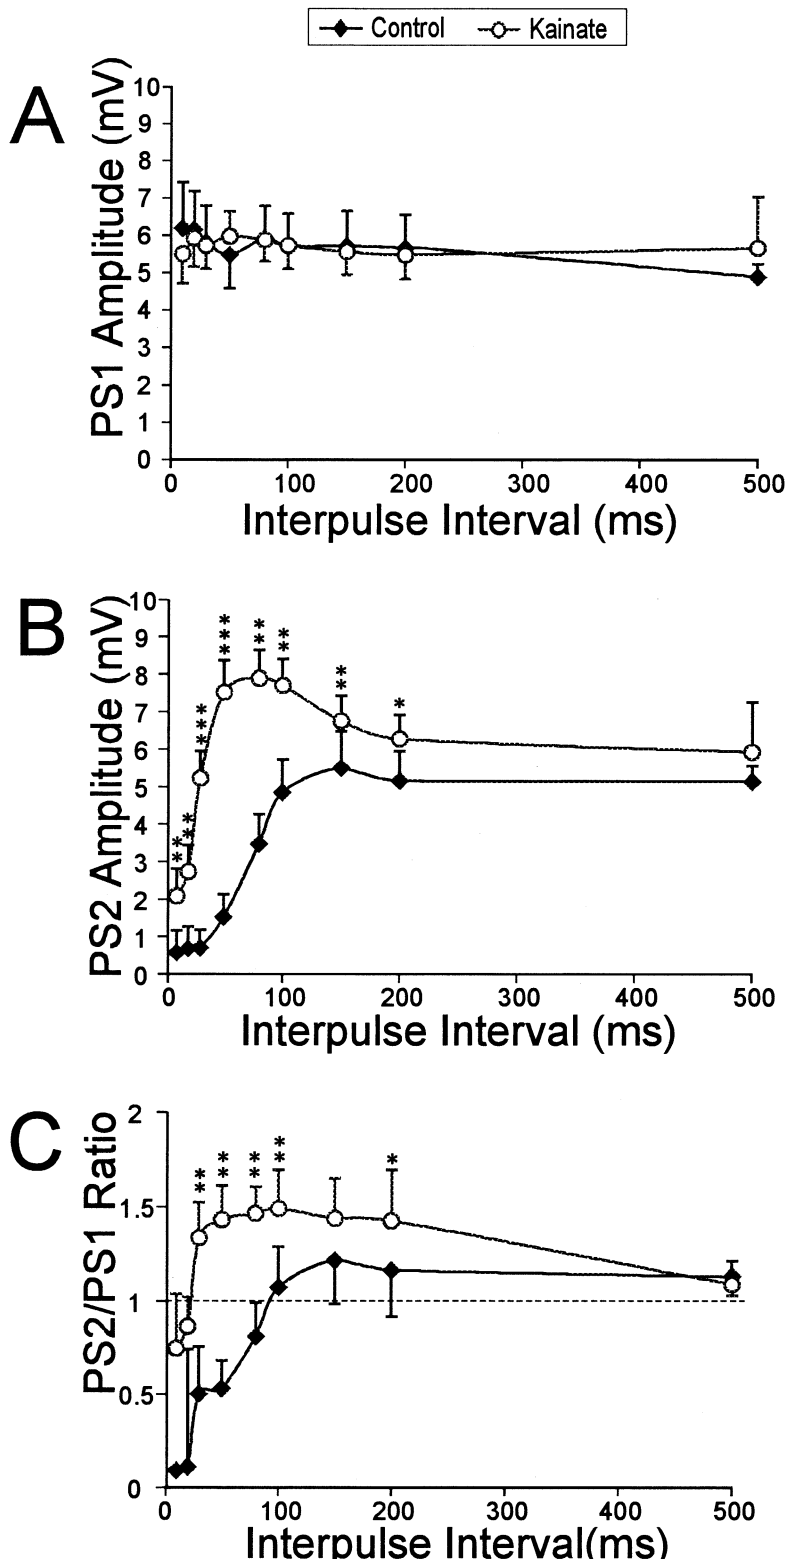 Control Kainate
A
PS1 Amplitude (mV)
10
9
8
7
6
5
4
3
2
1
0
0 100 200 300 400 500
Interpulse Interval (ms)
B
PS2 Amplitude (mV)
10
9
8
7
6
5
4
3
2
1
0
*** ** ** ** * *** ** **
0 100 200 300 400 500
Interpulse Interval (ms)
C
PS2/PS1 Ratio
2
1.5
1
0.5
0
** ** ** ** *
0 100 200 300 400 500
Interpulse Interval(ms)